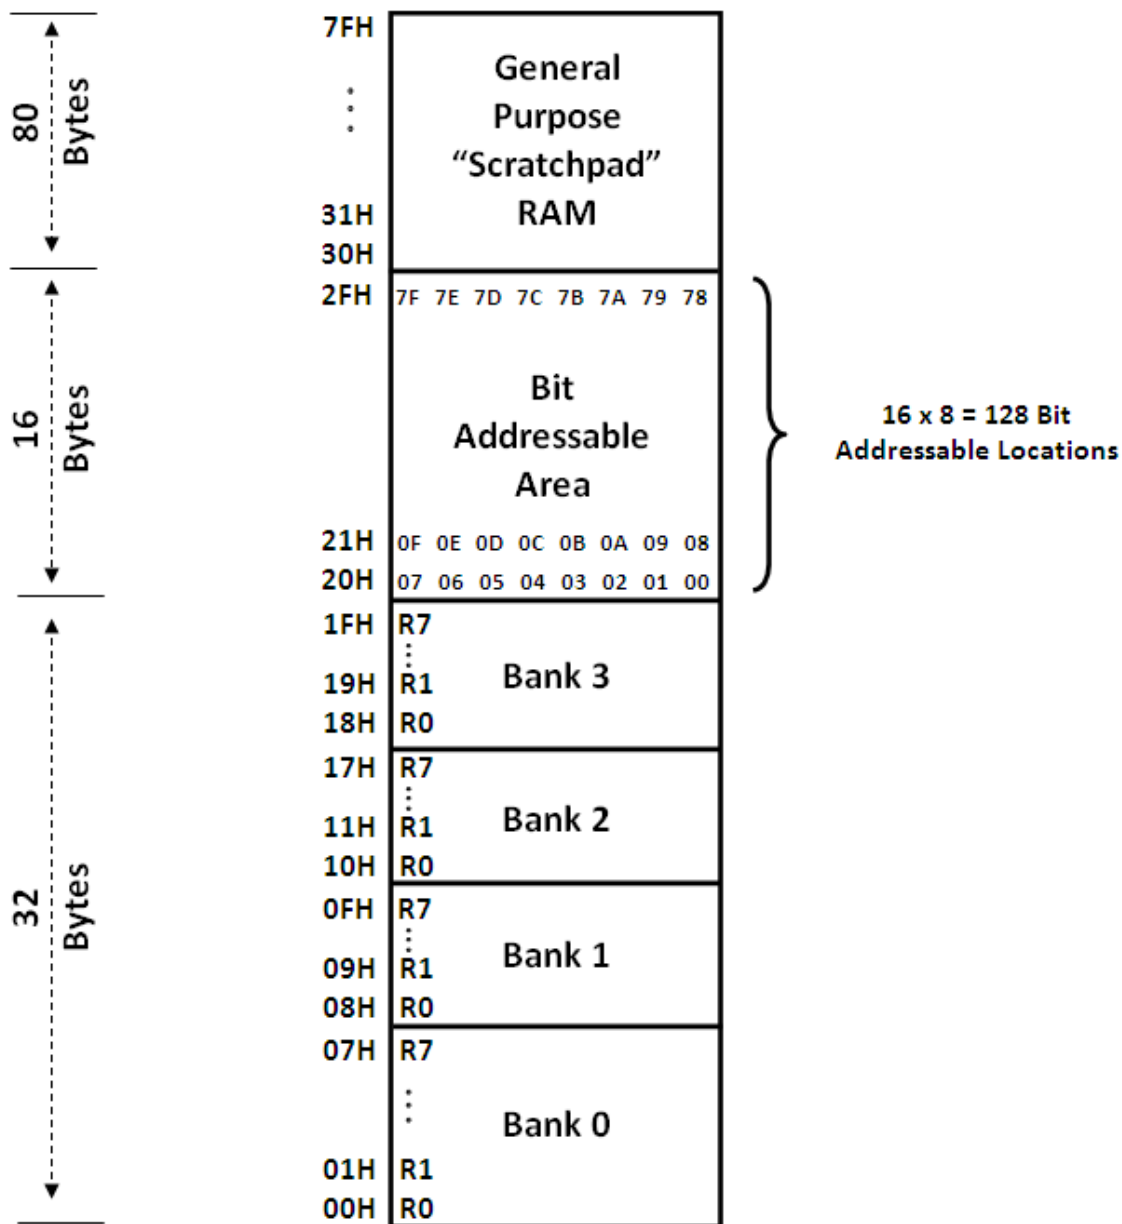 7FH
General
Purpose
“Scratchpad”
RAM
80
Bytes
31H
30H
2FH 7F 7E 7D 7C 7B 7A 79 78
Bit
Addressable
Area
16
Bytes
16 x 8 = 128 Bit
Addressable Locations
21H 0F 0E 0D 0C 0B 0A 09 08
20H 07 06 05 04 03 02 01 00
1FH R7
Bank 3
19H R1
18H R0
17H R7
Bank 2
11H R1
10H R0
32
Bytes
0FH R7
Bank 1
09H R1
08H R0
07H R7
Bank 0
01H R1
00H R0